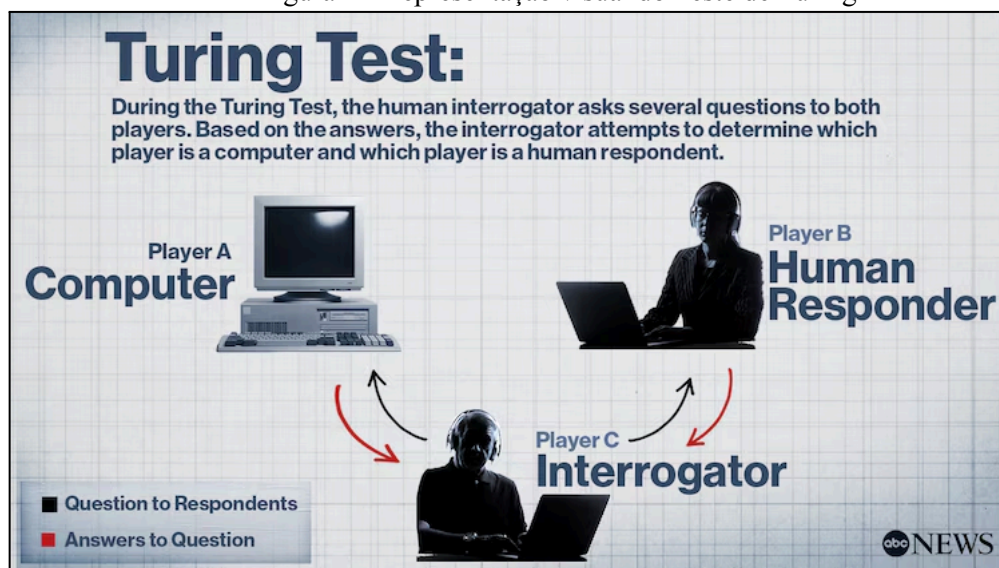 Turing Test:
During the Turing Test, the human interrogator asks several questions to both
players. Based on the answers, the interrogator attempts to determine which
player is a computer and which player is a human respondent.
Player A
Computer
Player B
Human
Responder
Player C
Interrogator
Question to Respondents
Answers to Question
abc NEWS